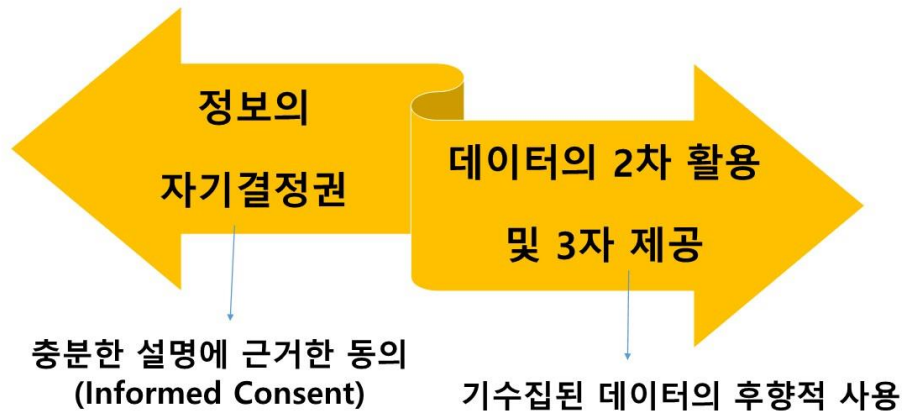 정보의
자기결정권
데이터의 2차 활용
및 3자 제공
충분한 설명에 근거한 동의
(Informed Consent)
기수집된 데이터의 후향적 사용